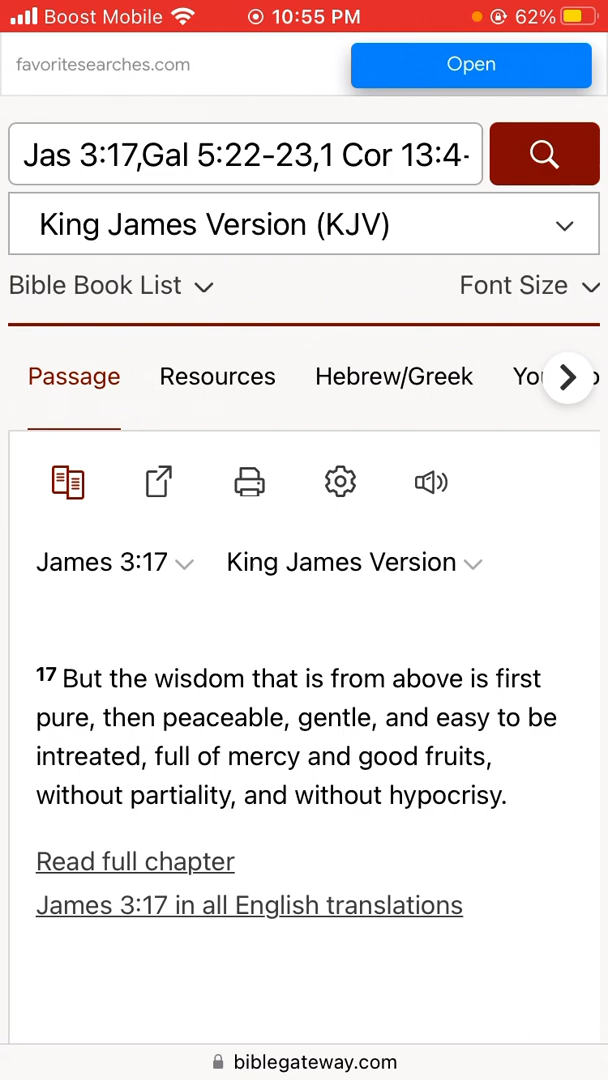 Boost Mobile 10:55 PM 62%
favoritesearches.com Open
Jas 3:17,Gal 5:22-23,1 Cor 13:4-
King James Version (KJV)
Bible Book List Font Size
Passage Resources Hebrew/Greek
James 3:17 King James Version
17 But the wisdom that is from above is first
pure, then peaceable, gentle, and easy to be
intreated, full of mercy and good fruits,
without partiality, and without hypocrisy.
Read full chapter
James 3:17 in all English translations
biblegateway.com